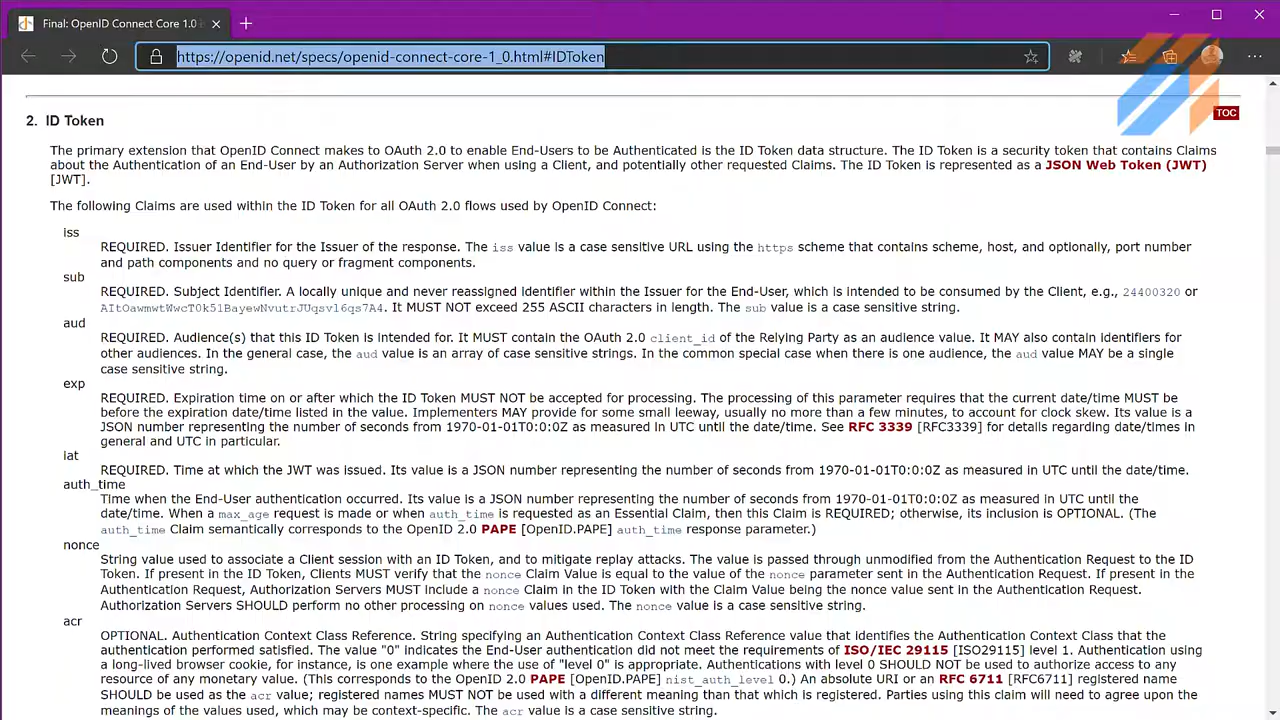 Final: OpenID Connect Core 1.0
https://openid.net/specs/openid-connect-core-1_0.html#IDToken
TOC
2. ID Token
The primary extension that OpenID Connect makes to OAuth 2.0 to enable End-Users to be Authenticated is the ID Token data structure. The ID Token is a security token that contains Claims
about the Authentication of an End-User by an Authorization Server when using a Client, and potentially other requested Claims. The ID Token is represented as a JSON Web Token (JWT)
[JWT].
The following Claims are used within the ID Token for all OAuth 2.0 flows used by OpenID Connect:
iss
REQUIRED. Issuer Identifier for the Issuer of the response. The iss value is a case sensitive URL using the https scheme that contains scheme, host, and optionally, port number
and path components and no query or fragment components.
sub
REQUIRED. Subject Identifier. A locally unique and never reassigned identifier within the Issuer for the End-User, which is intended to be consumed by the Client, e.g., 24400320 or
AItOawmwtWwcT0k51BayewNvutrJUqsvl6qs7A4. It MUST NOT exceed 255 ASCII characters in length. The sub value is a case sensitive string.
aud
REQUIRED. Audience(s) that this ID Token is intended for. It MUST contain the OAuth 2.0 client_id of the Relying Party as an audience value. It MAY also contain identifiers for
other audiences. In the general case, the aud value is an array of case sensitive strings. In the common special case when there is one audience, the aud value MAY be a single
case sensitive string.
exp
REQUIRED. Expiration time on or after which the ID Token MUST NOT be accepted for processing. The processing of this parameter requires that the current date/time MUST be
before the expiration date/time listed in the value. Implementers MAY provide for some small leeway, usually no more than a few minutes, to account for clock skew. Its value is a
JSON number representing the number of seconds from 1970-01-01T0:0:0Z as measured in UTC until the date/time. See RFC 3339 [RFC3339] for details regarding date/times in
general and UTC in particular.
iat
REQUIRED. Time at which the JWT was issued. Its value is a JSON number representing the number of seconds from 1970-01-01T0:0:0Z as measured in UTC until the date/time.
auth_time
Time when the End-User authentication occurred. Its value is a JSON number representing the number of seconds from 1970-01-01T0:0:0Z as measured in UTC until the
date/time. When a max_age request is made or when auth_time is requested as an Essential Claim, then this Claim is REQUIRED; otherwise, its inclusion is OPTIONAL. (The
auth_time Claim semantically corresponds to the OpenID 2.0 PAPE [OpenID.PAPE] auth_time response parameter.)
nonce
String value used to associate a Client session with an ID Token, and to mitigate replay attacks. The value is passed through unmodified from the Authentication Request to the ID
Token. If present in the ID Token, Clients MUST verify that the nonce Claim Value is equal to the value of the nonce parameter sent in the Authentication Request. If present in the
Authentication Request, Authorization Servers MUST include a nonce Claim in the ID Token with the Claim Value being the nonce value sent in the Authentication Request.
Authorization Servers SHOULD perform no other processing on nonce values used. The nonce value is a case sensitive string.
acr
OPTIONAL. Authentication Context Class Reference. String specifying an Authentication Context Class Reference value that identifies the Authentication Context Class that the
authentication performed satisfied. The value "0" indicates the End-User authentication did not meet the requirements of ISO/IEC 29115 [ISO29115] level 1. Authentication using
a long-lived browser cookie, for instance, is one example where the use of "level 0" is appropriate. Authentications with level 0 SHOULD NOT be used to authorize access to any
resource of any monetary value. (This corresponds to the OpenID 2.0 PAPE [OpenID.PAPE] nist_auth_level 0.) An absolute URI or an RFC 6711 [RFC6711] registered name
SHOULD be used as the acr value; registered names MUST NOT be used with a different meaning than that which is registered. Parties using this claim will need to agree upon the
meanings of the values used, which may be context-specific. The acr value is a case sensitive string.